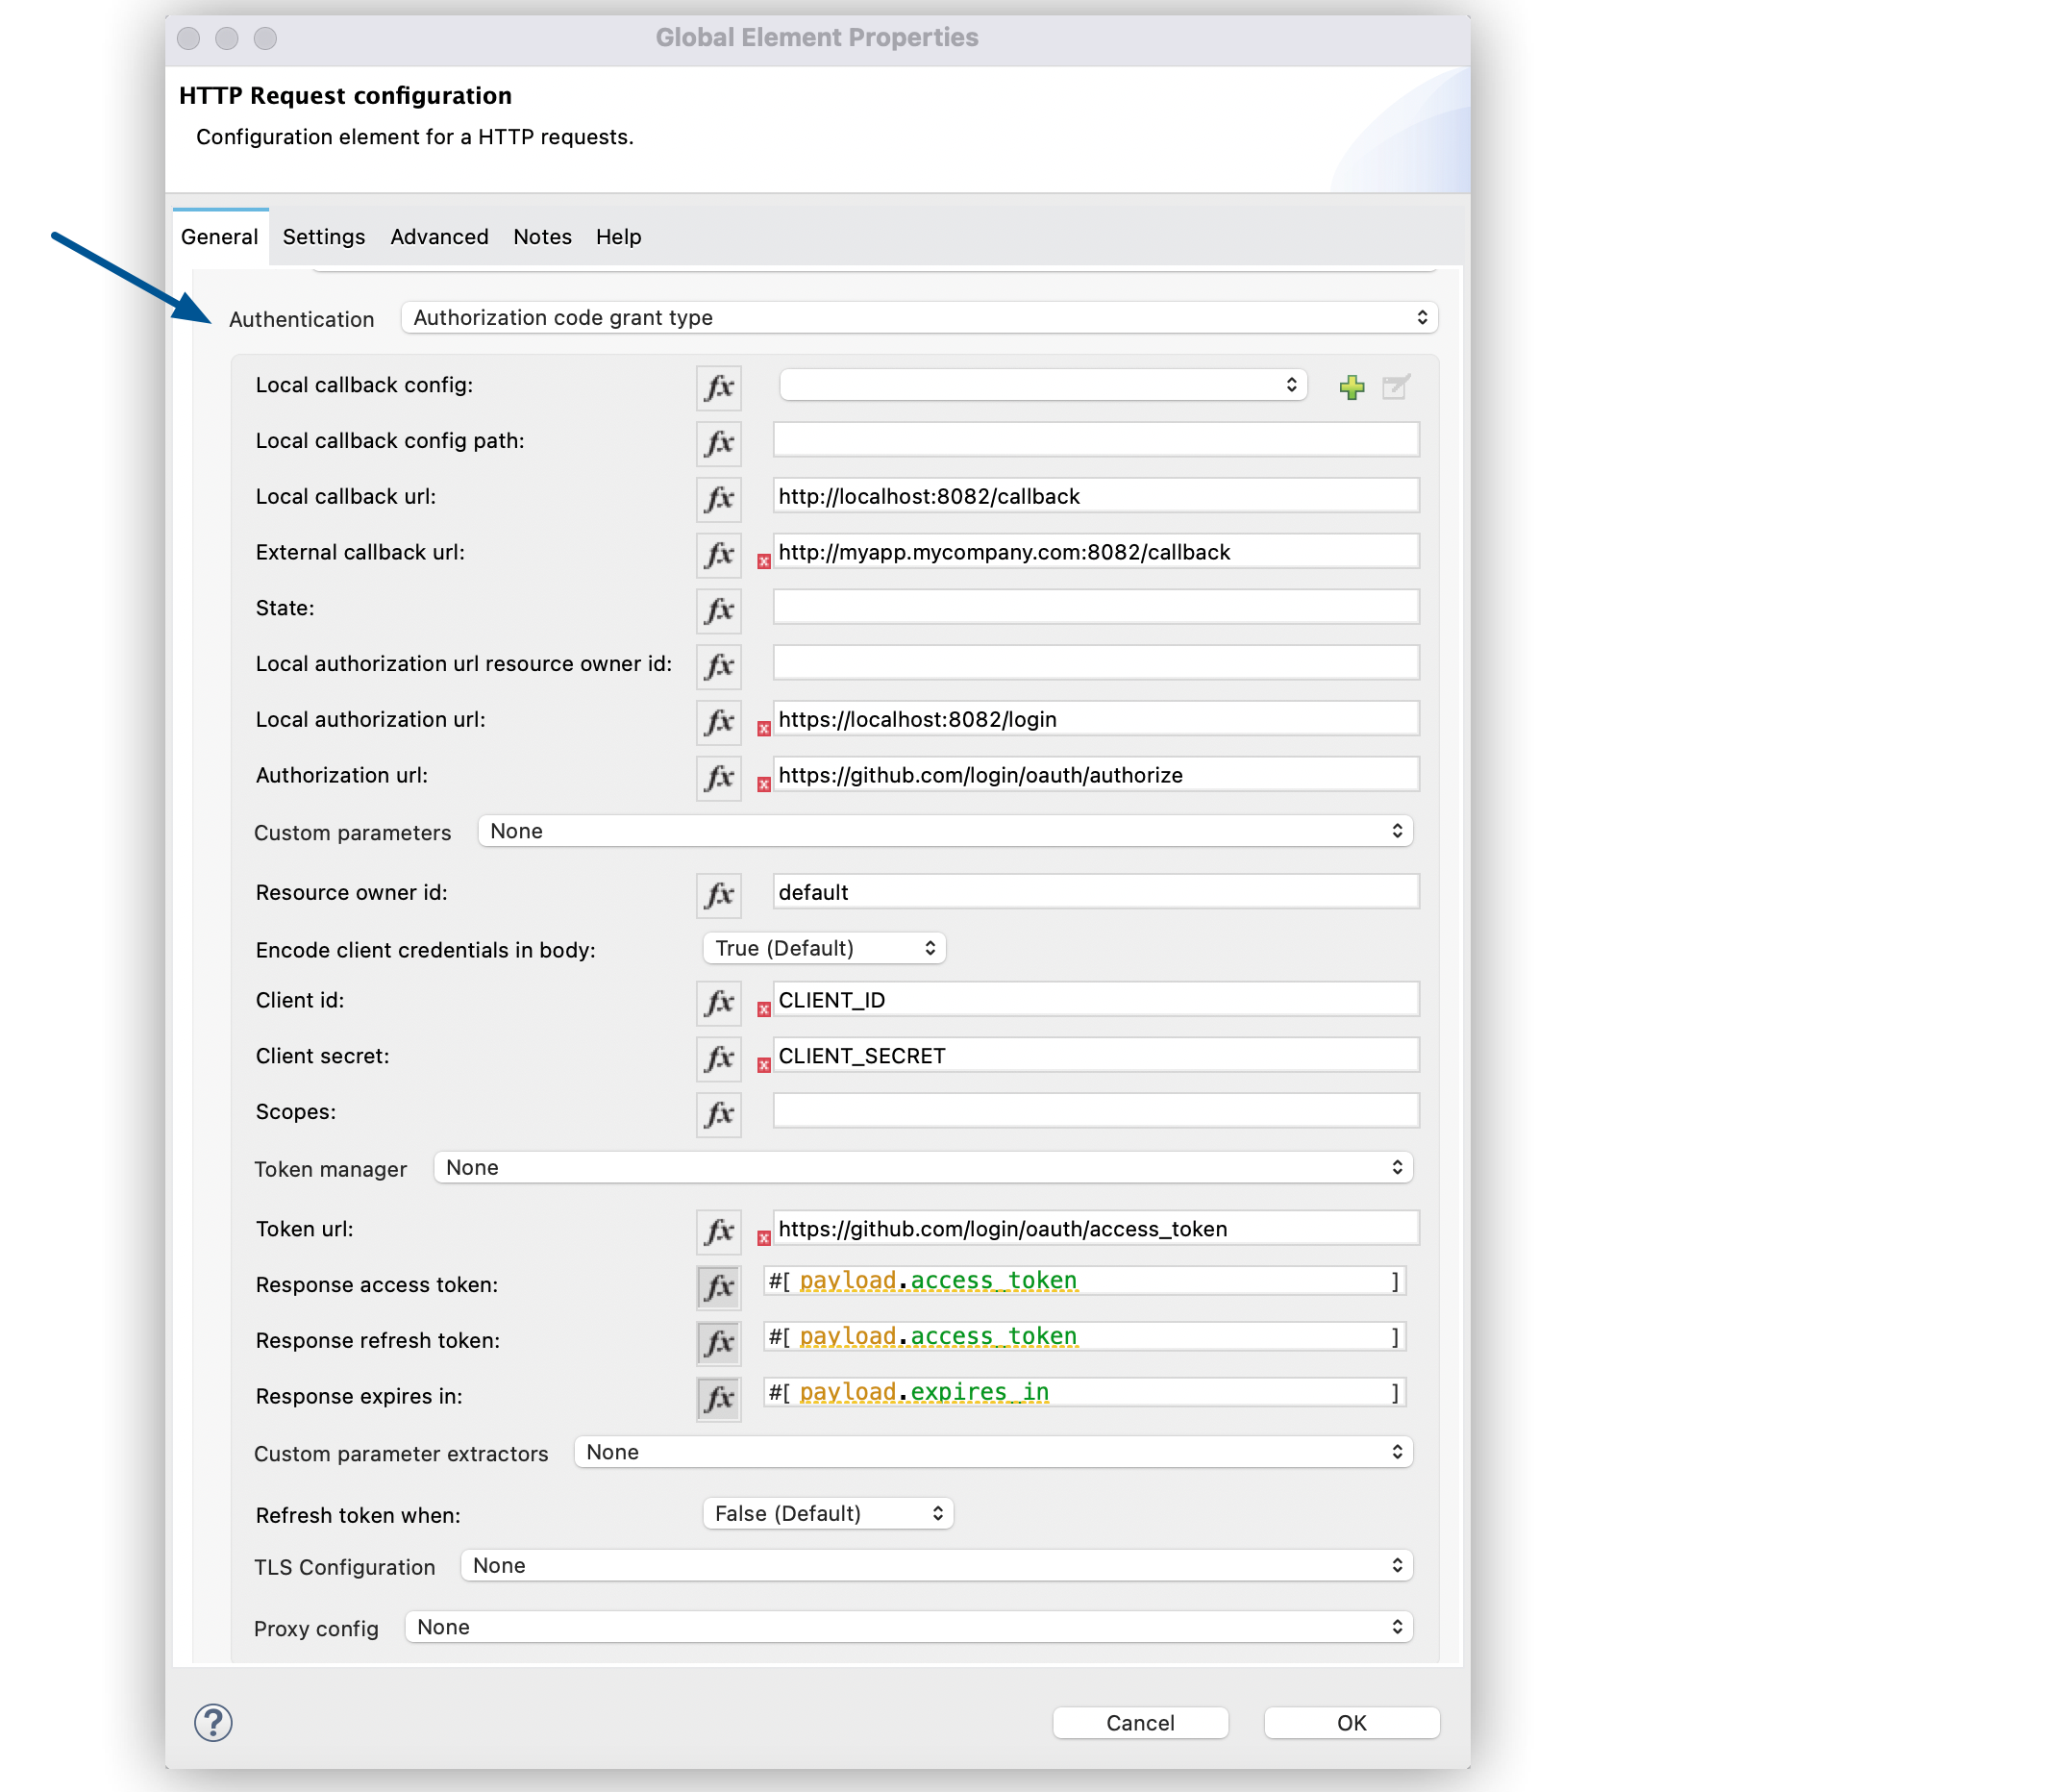 Global Element Properties
HTTP Request configuration
Configuration element for a HTTP requests.
General Settings Advanced Notes Help
Authentication Authorization code grant type
Local callback config: fx
Local callback config path: fx
Local callback url: fx http://localhost:8082/callback
External callback url: fx x http://myapp.mycompany.com:8082/callback
State: fx
Local authorization url resource owner id: fx
Local authorization url: fx x https://localhost:8082/login
Authorization url: fx x https://github.com/login/oauth/authorize
Custom parameters None
Resource owner id: fx default
Encode client credentials in body: True (Default)
Client id: fx x CLIENT_ID
Client secret: fx x CLIENT_SECRET
Scopes: fx
Token manager None
Token url: fx x https://github.com/login/oauth/access_token
Response access token: fx #[ payload.access_token ]
Response refresh token: fx #[ payload.access_token ]
Response expires in: fx #[ payload.expires_in ]
Custom parameter extractors None
Refresh token when: False (Default)
TLS Configuration None
Proxy config None
? Cancel OK